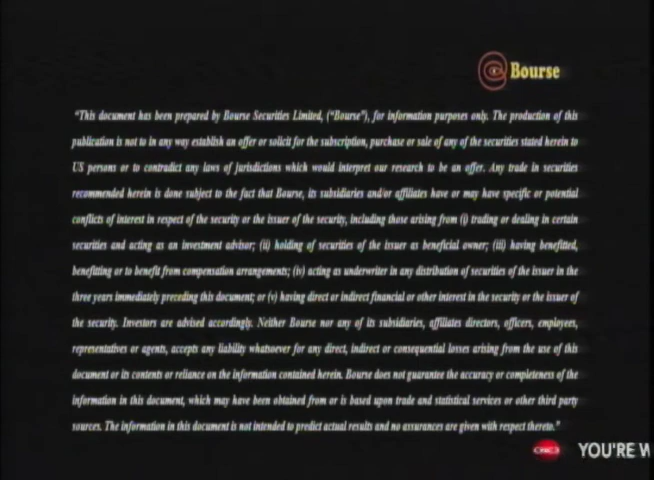 Bourse
“This document has been prepared by Bourse Securities Limited, (“Bourse”), for information purposes only. The production of this
publication is not to in any way establish an offer or solicit for the subscription, purchase or sale of any of the securities stated herein to
US persons or to contradict any laws of jurisdictions which would interpret our research to be an offer. Any trade in securities
recommended herein is done subject to the fact that Bourse, its subsidiaries and/or affiliates have or may have specific or potential
conflicts of interest in respect of the security or the issuer of the security, including those arising from (i) trading or dealing in certain
securities and acting as an investment advisor; (ii) holding of securities of the issuer as beneficial owner; (iii) having benefitted,
benefitting or to benefit from compensation arrangements; (iv) acting as underwriter in any distribution of securities of the issuer in the
three years immediately preceding this document; or (v) having direct or indirect financial or other interest in the security or the issuer of
the security. Investors are advised accordingly. Neither Bourse nor any of its subsidiaries, affiliates directors, officers, employees,
representatives or agents, accepts any liability whatsoever for any direct, indirect or consequential losses arising from the use of this
document or its contents or reliance on the information contained herein. Bourse does not guarantee the accuracy or completeness of the
information in this document, which may have been obtained from or is based upon trade and statistical services or other third party
sources. The information in this document is not intended to predict actual results and no assurances are given with respect thereto.”
YOU'RE W